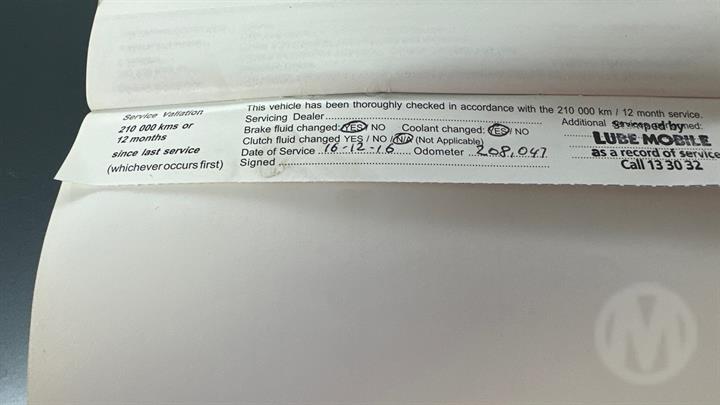 Service Valiation
210 000 kms or
12 months
since last service
(whichever occurs first)
This vehicle has been thoroughly checked in accordance with the 210 000 km / 12 month service.
Servicing Dealer
Brake fluid changed: YES / NO Coolant changed: YES / NO
Clutch fluid changed YES / NO / N/A (Not Applicable)
Date of Service 16-12-16 Odometer 208,047
Signed
Additional
Stamped by
LUBE MOBILE
as a record of service
Call 13 30 32
M